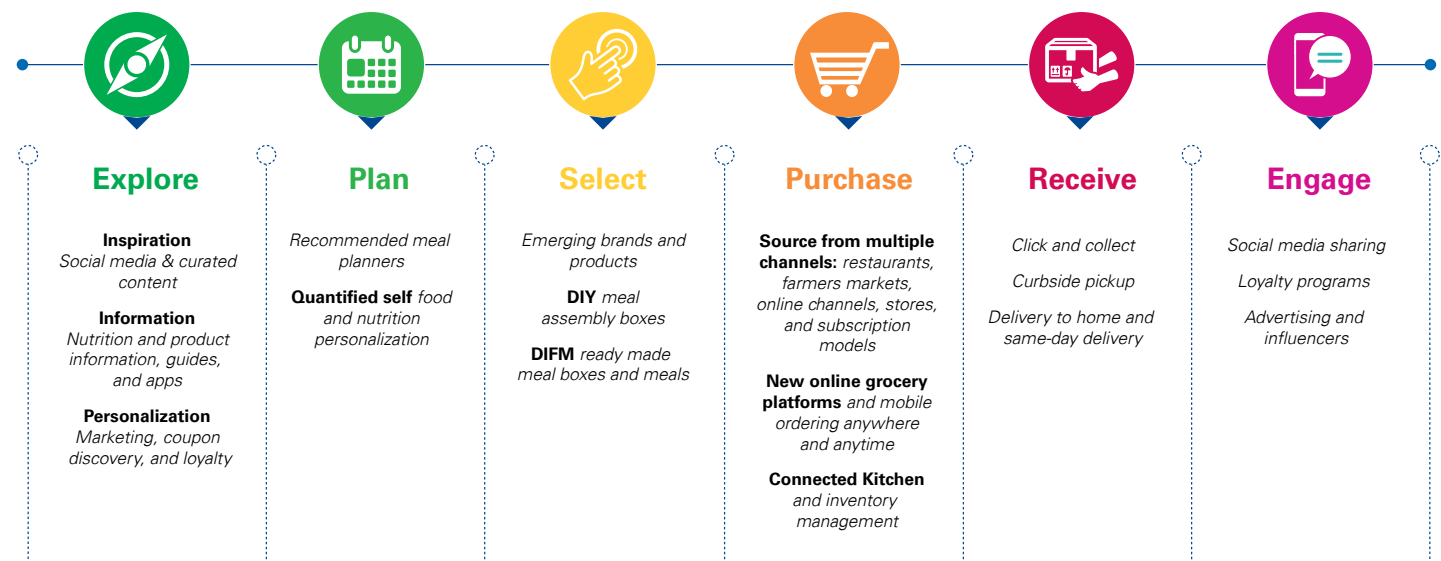 Explore
Inspiration
Social media & curated
content
Information
Nutrition and product
information, guides,
and apps
Personalization
Marketing, coupon
discovery, and loyalty
Plan
Recommended meal
planners
Quantified self food
and nutrition
personalization
Select
Emerging brands and
products
DIY meal
assembly boxes
DIFM ready made
meal boxes and meals
Purchase
Source from multiple
channels: restaurants,
farmers markets,
online channels, stores,
and subscription
models
New online grocery
platforms and mobile
ordering anywhere
and anytime
Connected Kitchen
and inventory
management
Receive
Click and collect
Curbside pickup
Delivery to home and
same-day delivery
Engage
Social media sharing
Loyalty programs
Advertising and
influencers